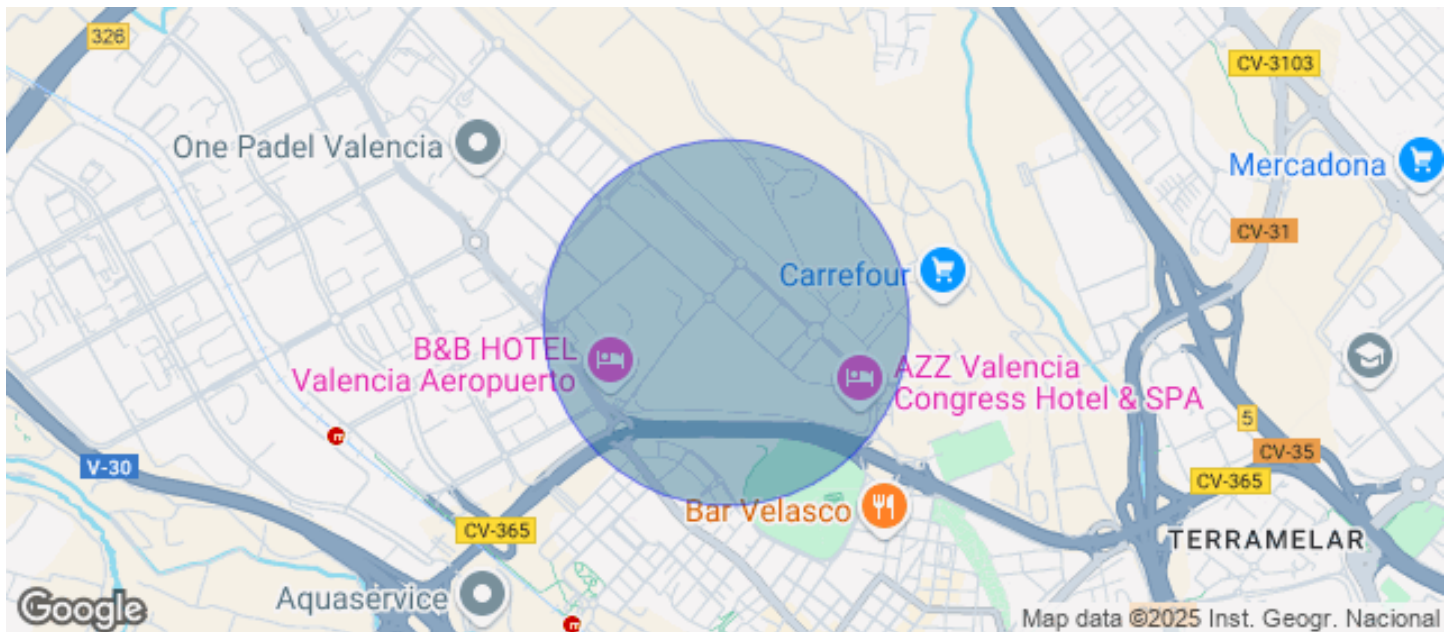 326
CV-3103
One Padel Valencia
Mercadona
CV-31
Carrefour
B&B HOTEL
Valencia Aeropuerto
AZZ Valencia
Congress Hotel & SPA
5
CV-35
V-30
CV-365
Bar Velasco
CV-365
TERRAMELAR
Aquaservice
Google
Map data ©2025 Inst. Geogr. Nacional